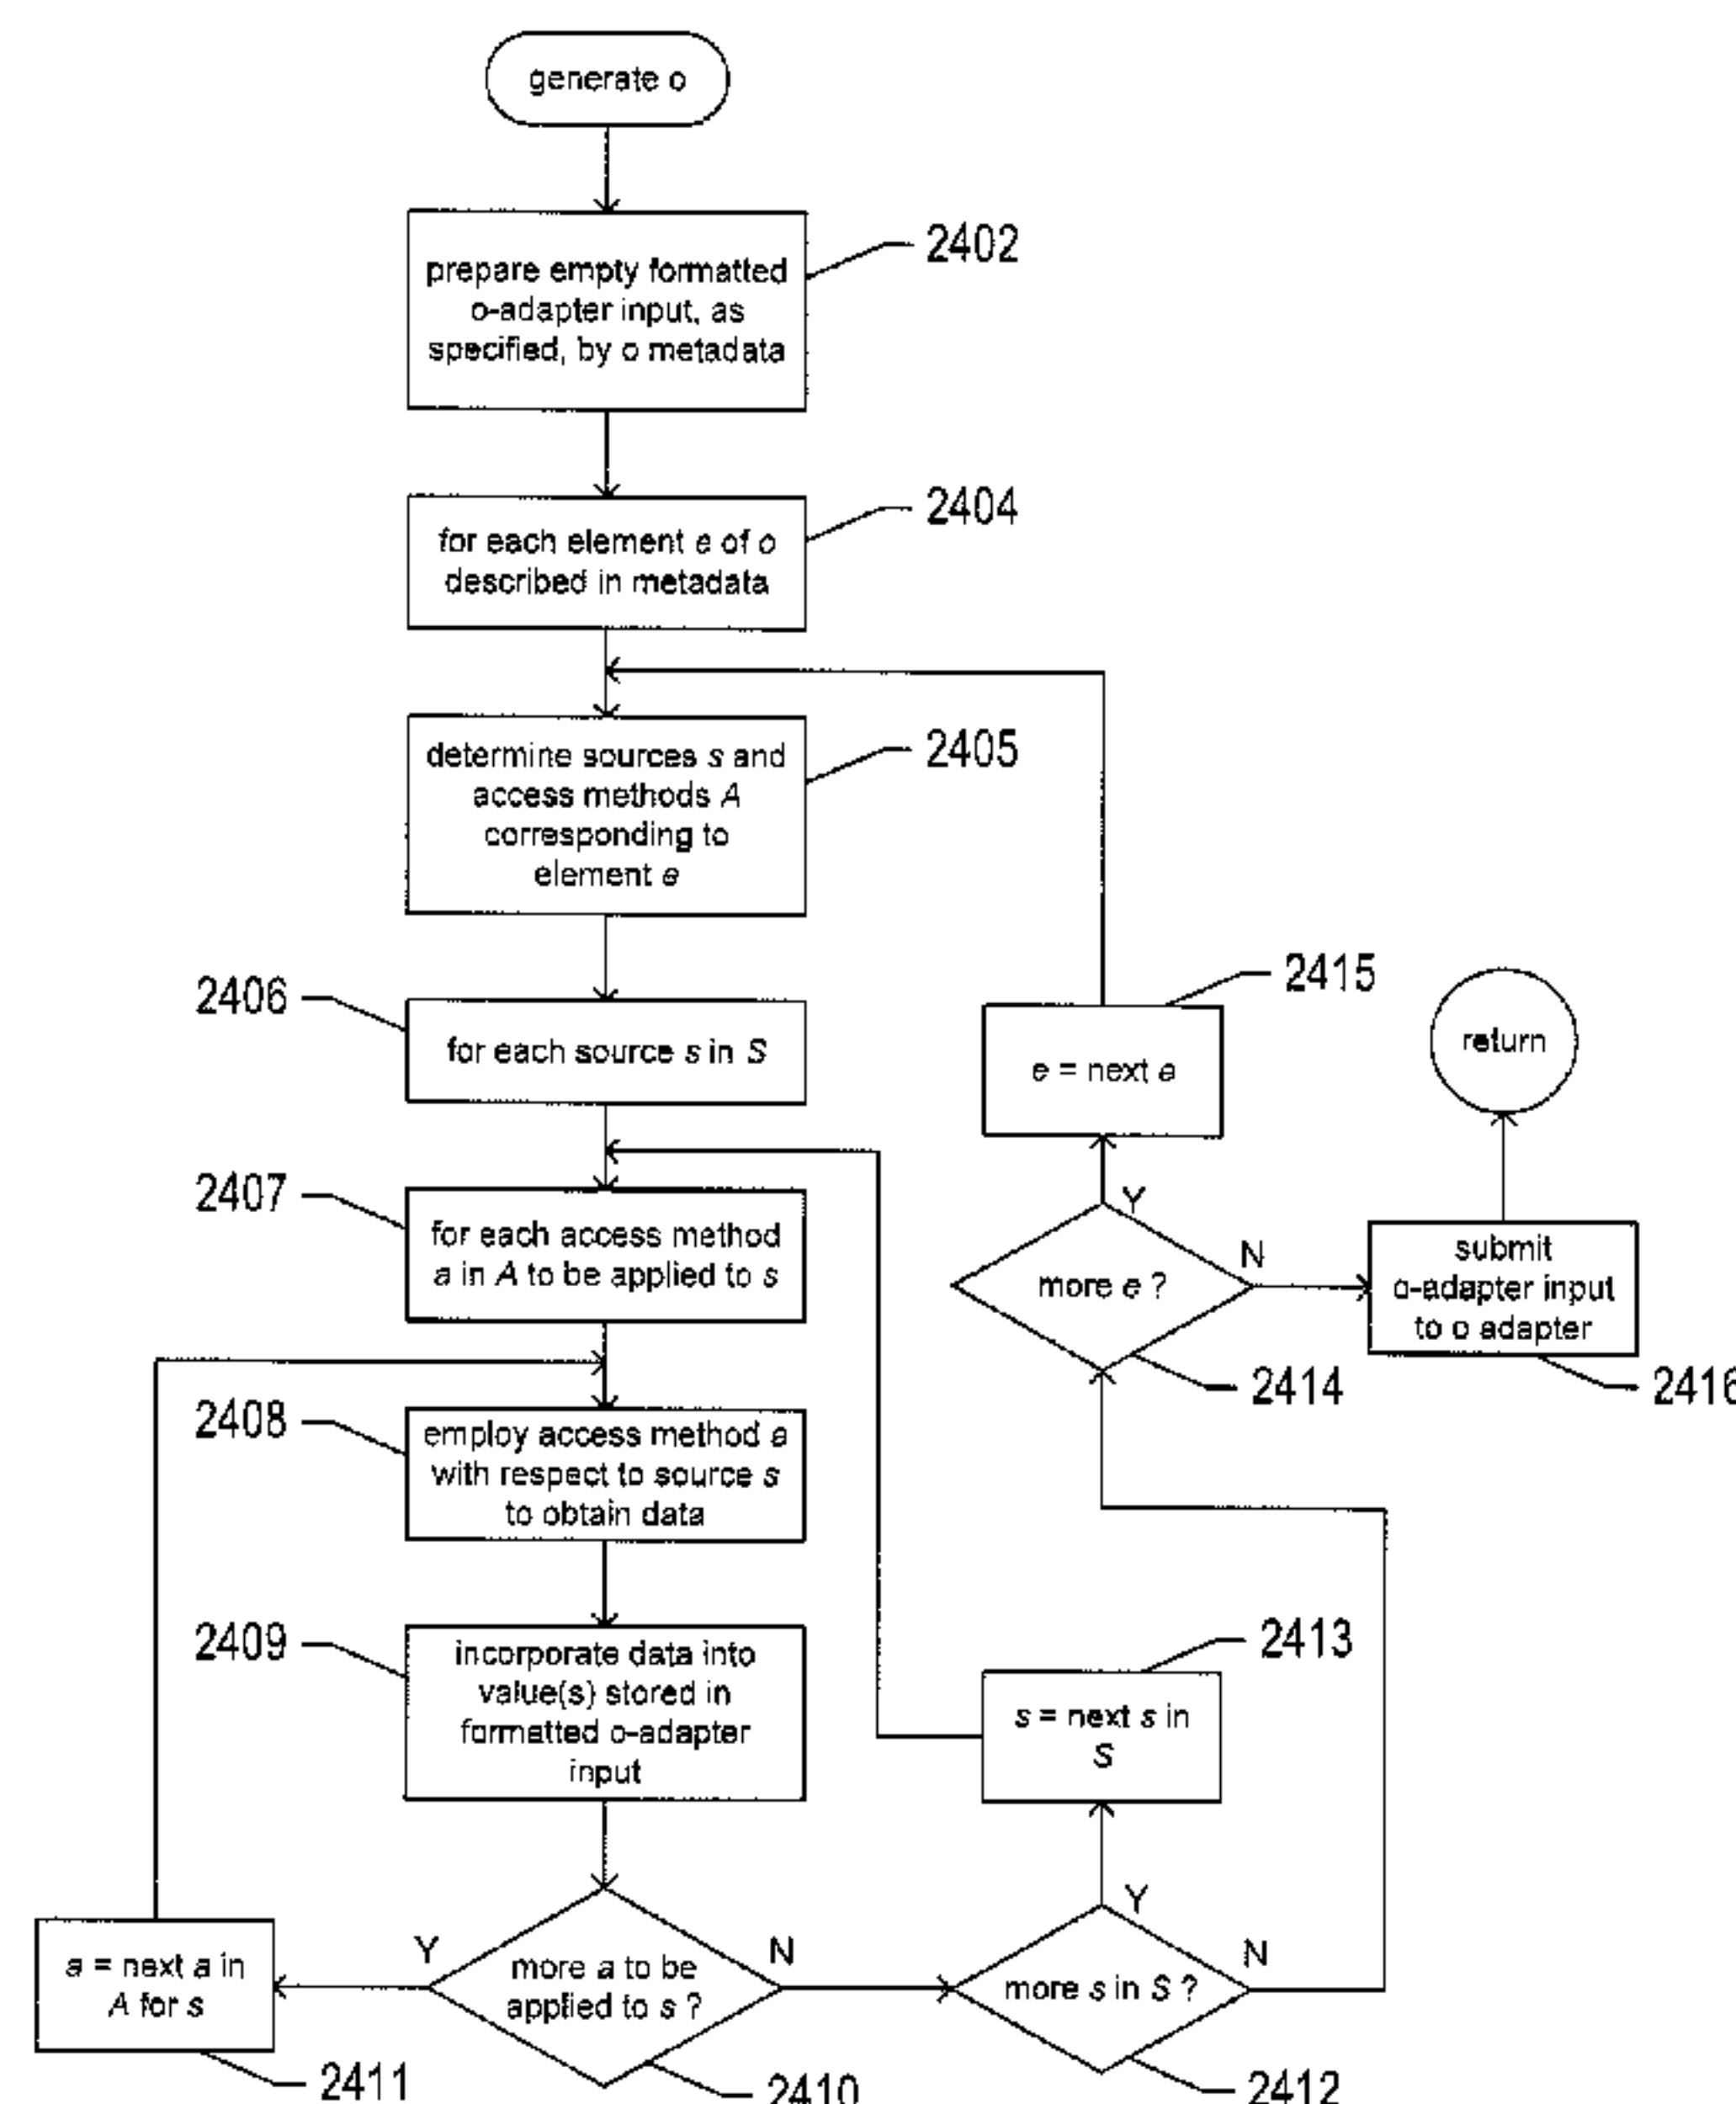 generate o
2402
prepare empty formatted
o-adapter input, as
specified, by o metadata
2404
for each element e of o
described in metadata
2405
determine sources s and
access methods A
corresponding to
element e
2406
for each source s in S
2415
e = next e
return
2407
for each access method
a in A to be applied to s
Y
more e ?
N
submit
o-adapter input
to o adapter
2414
2416
2408
employ access method a
with respect to source s
to obtain data
2409
incorporate data into
value(s) stored in
formatted o-adapter
input
2413
s = next s in
S
a = next a in
A for s
Y
more a to be
applied to s ?
N
Y
more s in S ?
N
2411
2410
2412